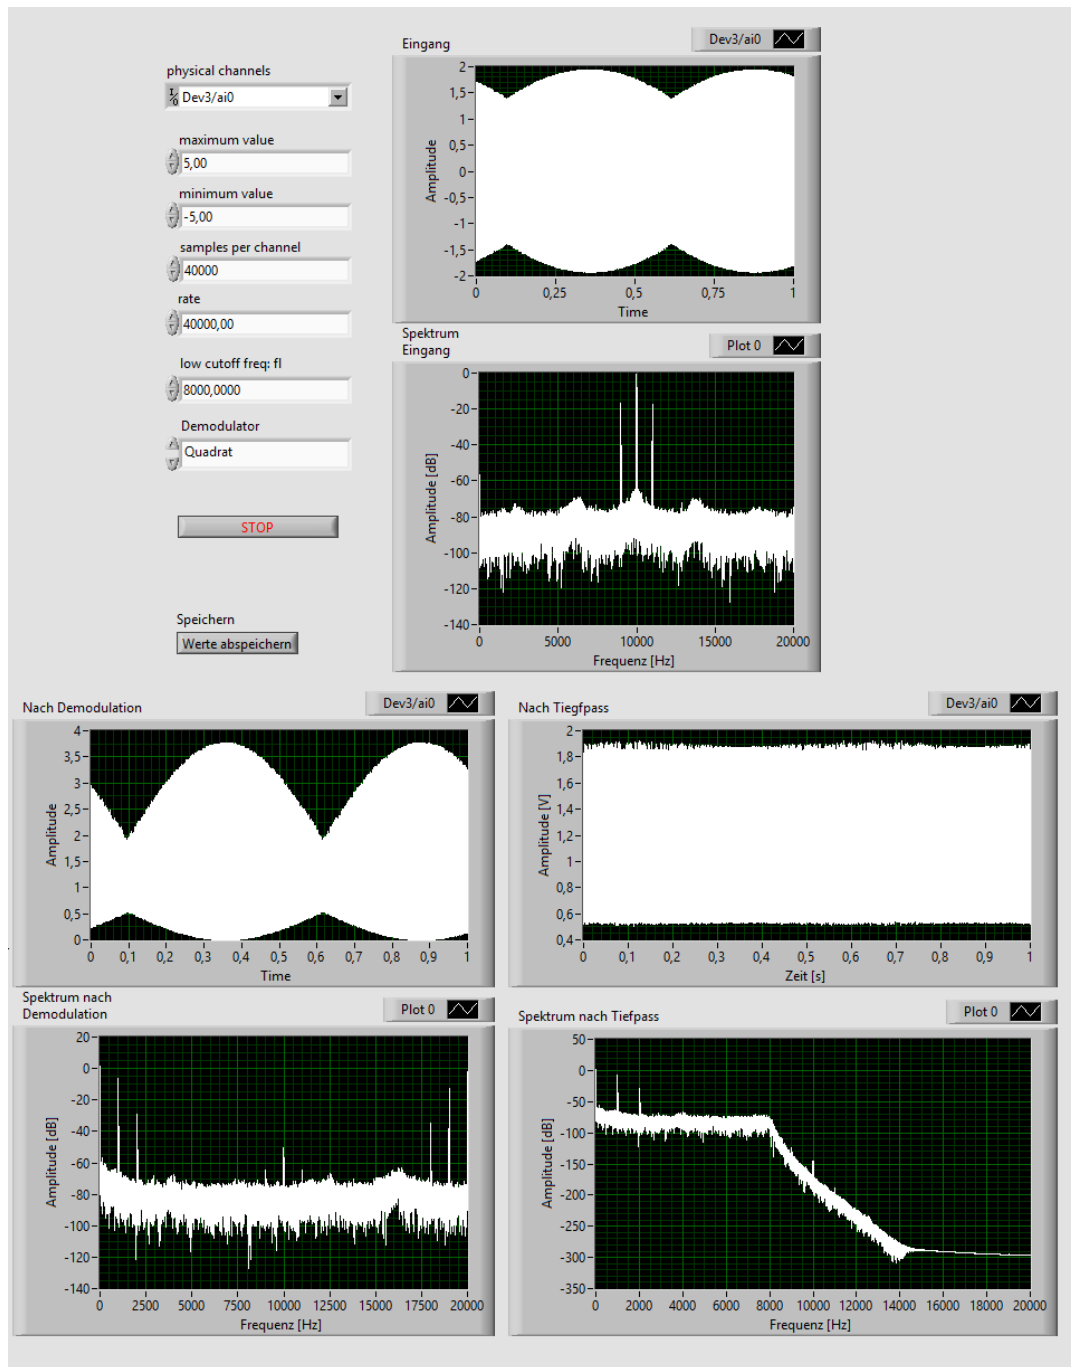 physical channels
Dev3/ai0
maximum value
5,00
minimum value
-5,00
samples per channel
40000
rate
40000,00
low cutoff freq: fl
8000,0000
Demodulator
Quadrat
STOP
Speichern
Werte abspeichern
Eingang
Dev3/ai0
Amplitude
2
1,5
1
0,5
0
-0,5
-1
-1,5
-2
0 0,25 0,5 0,75 1
Time
Spektrum
Eingang
Plot 0
Amplitude [dB]
0
-20
-40
-60
-80
-100
-120
-140
0 5000 10000 15000 20000
Frequenz [Hz]
Nach Demodulation
Dev3/ai0
Amplitude
4
3,5
3
2,5
2
1,5
1
0,5
0
0 0,1 0,2 0,3 0,4 0,5 0,6 0,7 0,8 0,9 1
Time
Nach Tiegfpass
Dev3/ai0
Amplitude [V]
2
1,8
1,6
1,4
1,2
1
0,8
0,6
0,4
0 0,1 0,2 0,3 0,4 0,5 0,6 0,7 0,8 0,9 1
Zeit [s]
Spektrum nach
Demodulation
Plot 0
Amplitude [dB]
20
0
-20
-40
-60
-80
-100
-120
-140
0 2500 5000 7500 10000 12500 15000 17500 20000
Frequenz [Hz]
Spektrum nach Tiefpass
Plot 0
Amplitude [dB]
50
0
-50
-100
-150
-200
-250
-300
-350
0 2000 4000 6000 8000 10000 12000 14000 16000 18000 20000
Frequenz [Hz]